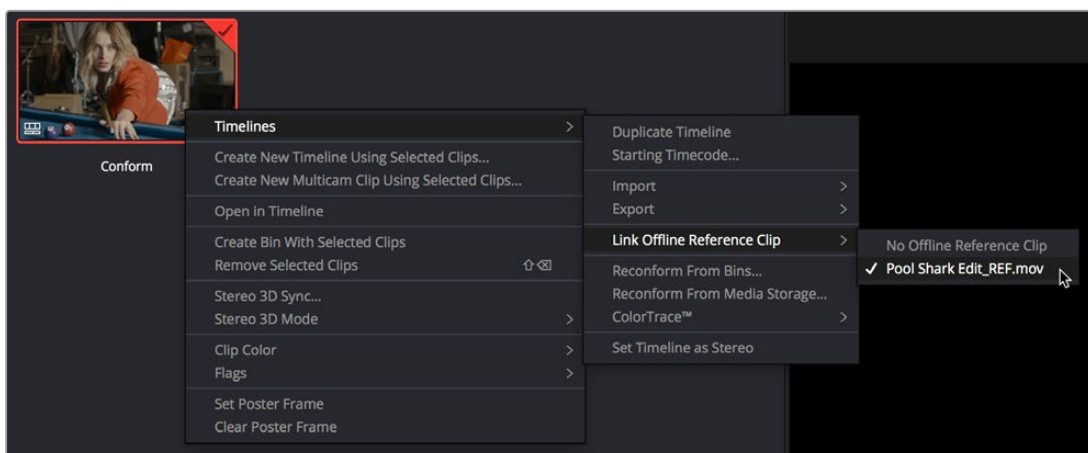 Conform
Timelines
Create New Timeline Using Selected Clips...
Create New Multicam Clip Using Selected Clips...
Open in Timeline
Create Bin With Selected Clips
Remove Selected Clips
Stereo 3D Sync...
Stereo 3D Mode
Clip Color
Flags
Set Poster Frame
Clear Poster Frame
Duplicate Timeline
Starting Timecode...
Import
Export
Link Offline Reference Clip
Reconform From Bins...
Reconform From Media Storage...
ColorTrace™
Set Timeline as Stereo
No Offline Reference Clip
Pool Shark Edit_REF.mov